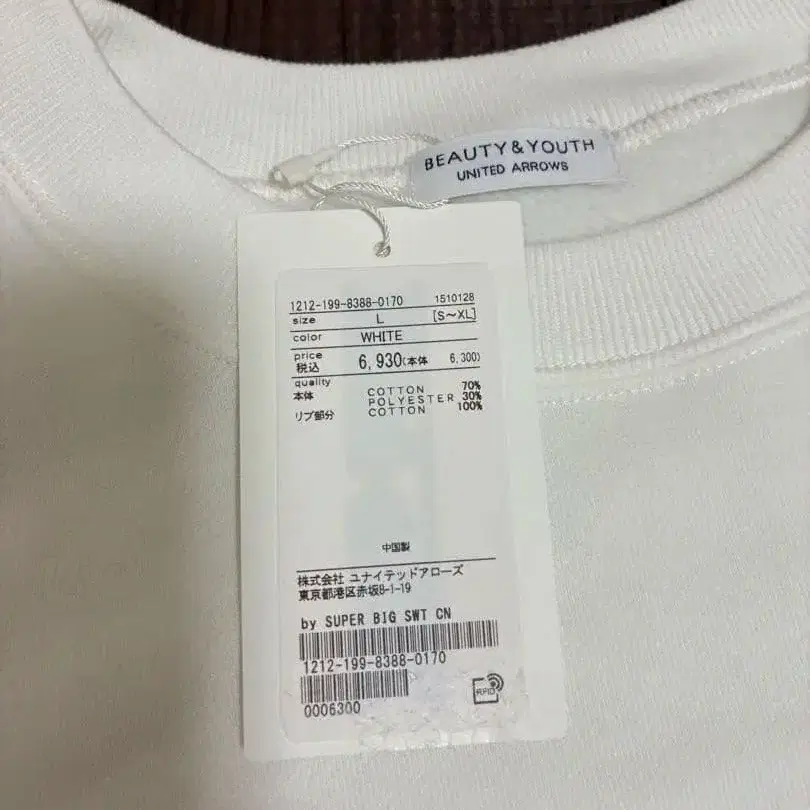 BEAUTY&YOUTH
UNITED ARROWS
1212-199-8388-0170 1510128
size L [S～XL]
color WHITE
price 税込 6,930(本体 6,300)
quality
本体 COTTON 70%
POLYESTER 30%
リブ部分 COTTON 100%
中国製
株式会社 ユナイテッドアローズ
東京都港区赤坂8-1-19
by SUPER BIG SWT CN
1212-199-8388-0170
0006300
RFID